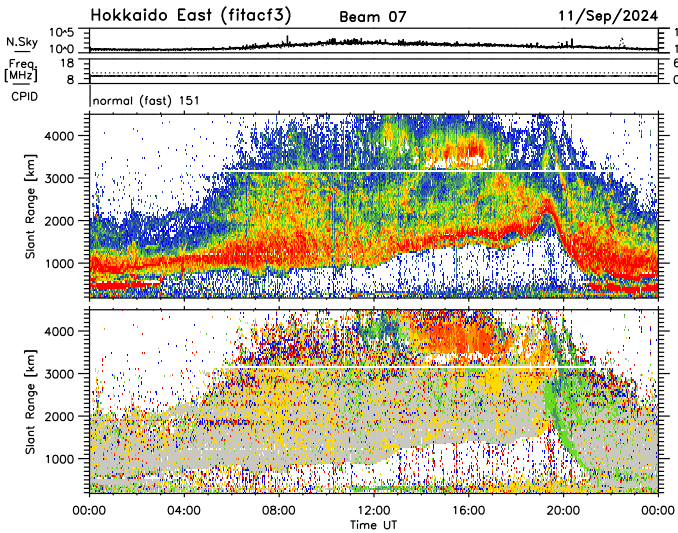 Hokkaido East (fitacf3) Beam 07 11/Sep/2024
N.Sky 10^5 10^0
Freq. [MHz] 18 8 6 0
CPID normal (fast) 151
Slant Range [km] 4000 3000 2000 1000
Slant Range [km] 4000 3000 2000 1000
00:00 04:00 08:00 12:00 16:00 20:00 00:00
Time UT